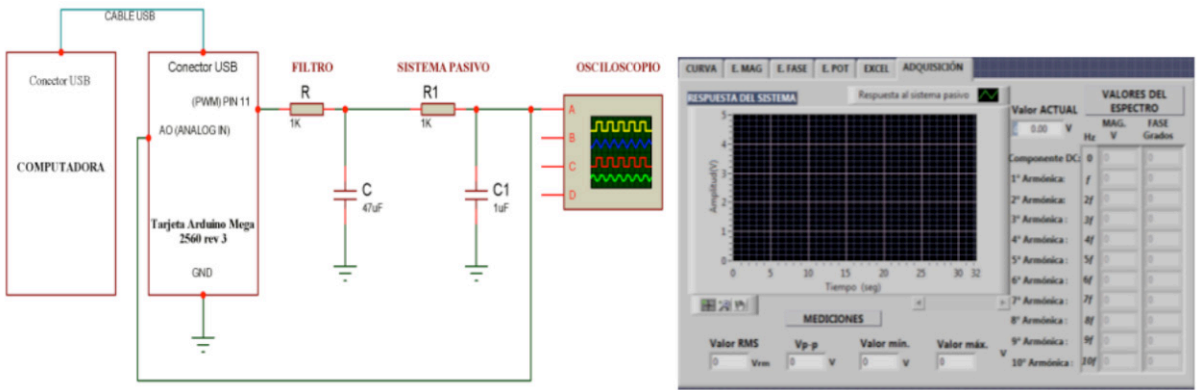 CABLE USB
Conector USB
COMPUTADORA
Conector USB
(PWM) PIN 11
AO (ANALOG IN)
Tarjeta Arduino Mega
2560 rev 3
GND
FILTRO
R
1K
C
47uF
SISTEMA PASIVO
R1
1K
C1
1uF
OSCILOSCOPIO
A
B
C
D
CURVA E. MAG E. FASE E. POT EXCEL ADQUISICIÓN
RESPUESTA DEL SISTEMA
Respuesta al sistema pasivo
Amplitud(V)
5
4
3
2
1
0
0 5 10 15 20 25 30 32
Tiempo (seg)
MEDICIONES
Valor RMS Vp-p Valor min. Valor máx.
0 Vrm 0 V 0 V 0 V
Valor ACTUAL
0.00 V
VALORES DEL
ESPECTRO
Hz MAG. V FASE Grados
Componente DC: 0 0 0
1° Armónica: f 0 0
2° Armónica: 2f 0 0
3° Armónica : 3f 0 0
4° Armónica : 4f 0 0
5° Armónica : 5f 0 0
6° Armónica : 6f 0 0
7° Armónica : 7f 0 0
8° Armónica : 8f 0 0
9° Armónica : 9f 0 0
10° Armónica : 10f 0 0